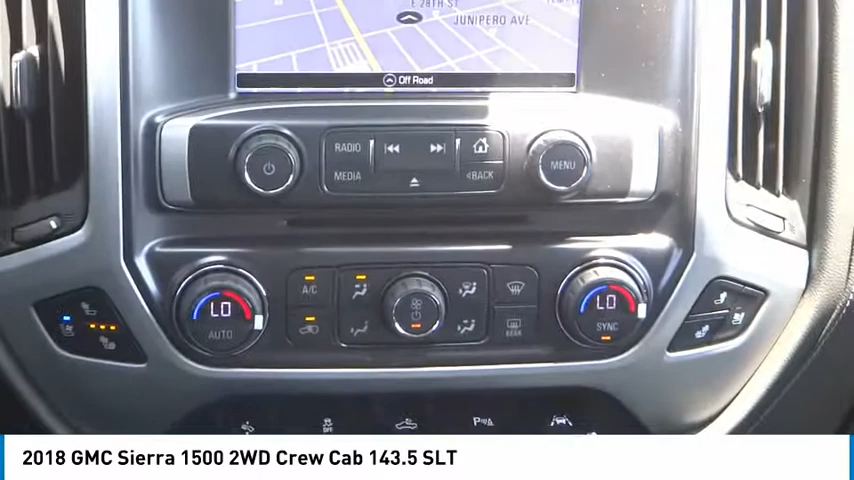 E 28TH ST
JUNIPERO AVE
Off Road
RADIO
MEDIA
BACK
MENU
LO
AUTO
A/C
REAR
LO
SYNC
OFF
P
2018 GMC Sierra 1500 2WD Crew Cab 143.5 SLT